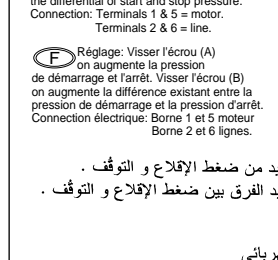 the differential of start and stop pressure.
Connection: Terminals 1 & 5 = motor.
Terminals 2 & 6 = line.
F Réglage: Visser l'écrou (A)
on augmente la pression
de démarrage et l'arrêt. Visser l'écrou (B)
on augmente la différence existant entre la
pression de démarrage et la pression d'arrêt.
Connection électrique: Borne 1 et 5 moteur
Borne 2 et 6 lignes.
يد من ضغط الإقلاع و التوقُف .
يد الفرق بين ضغط الإقلاع و التوقُف .